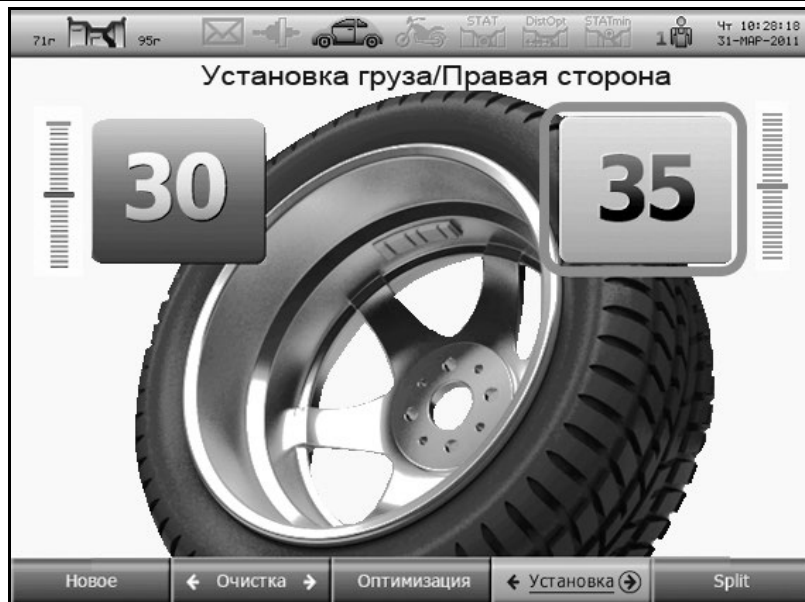 71г 95г STAT DistOpt STATmin 1 Чт 10:28:18
31-МАР-2011
Установка груза/Правая сторона
30 35
Новое Очистка Оптимизация Установка Split